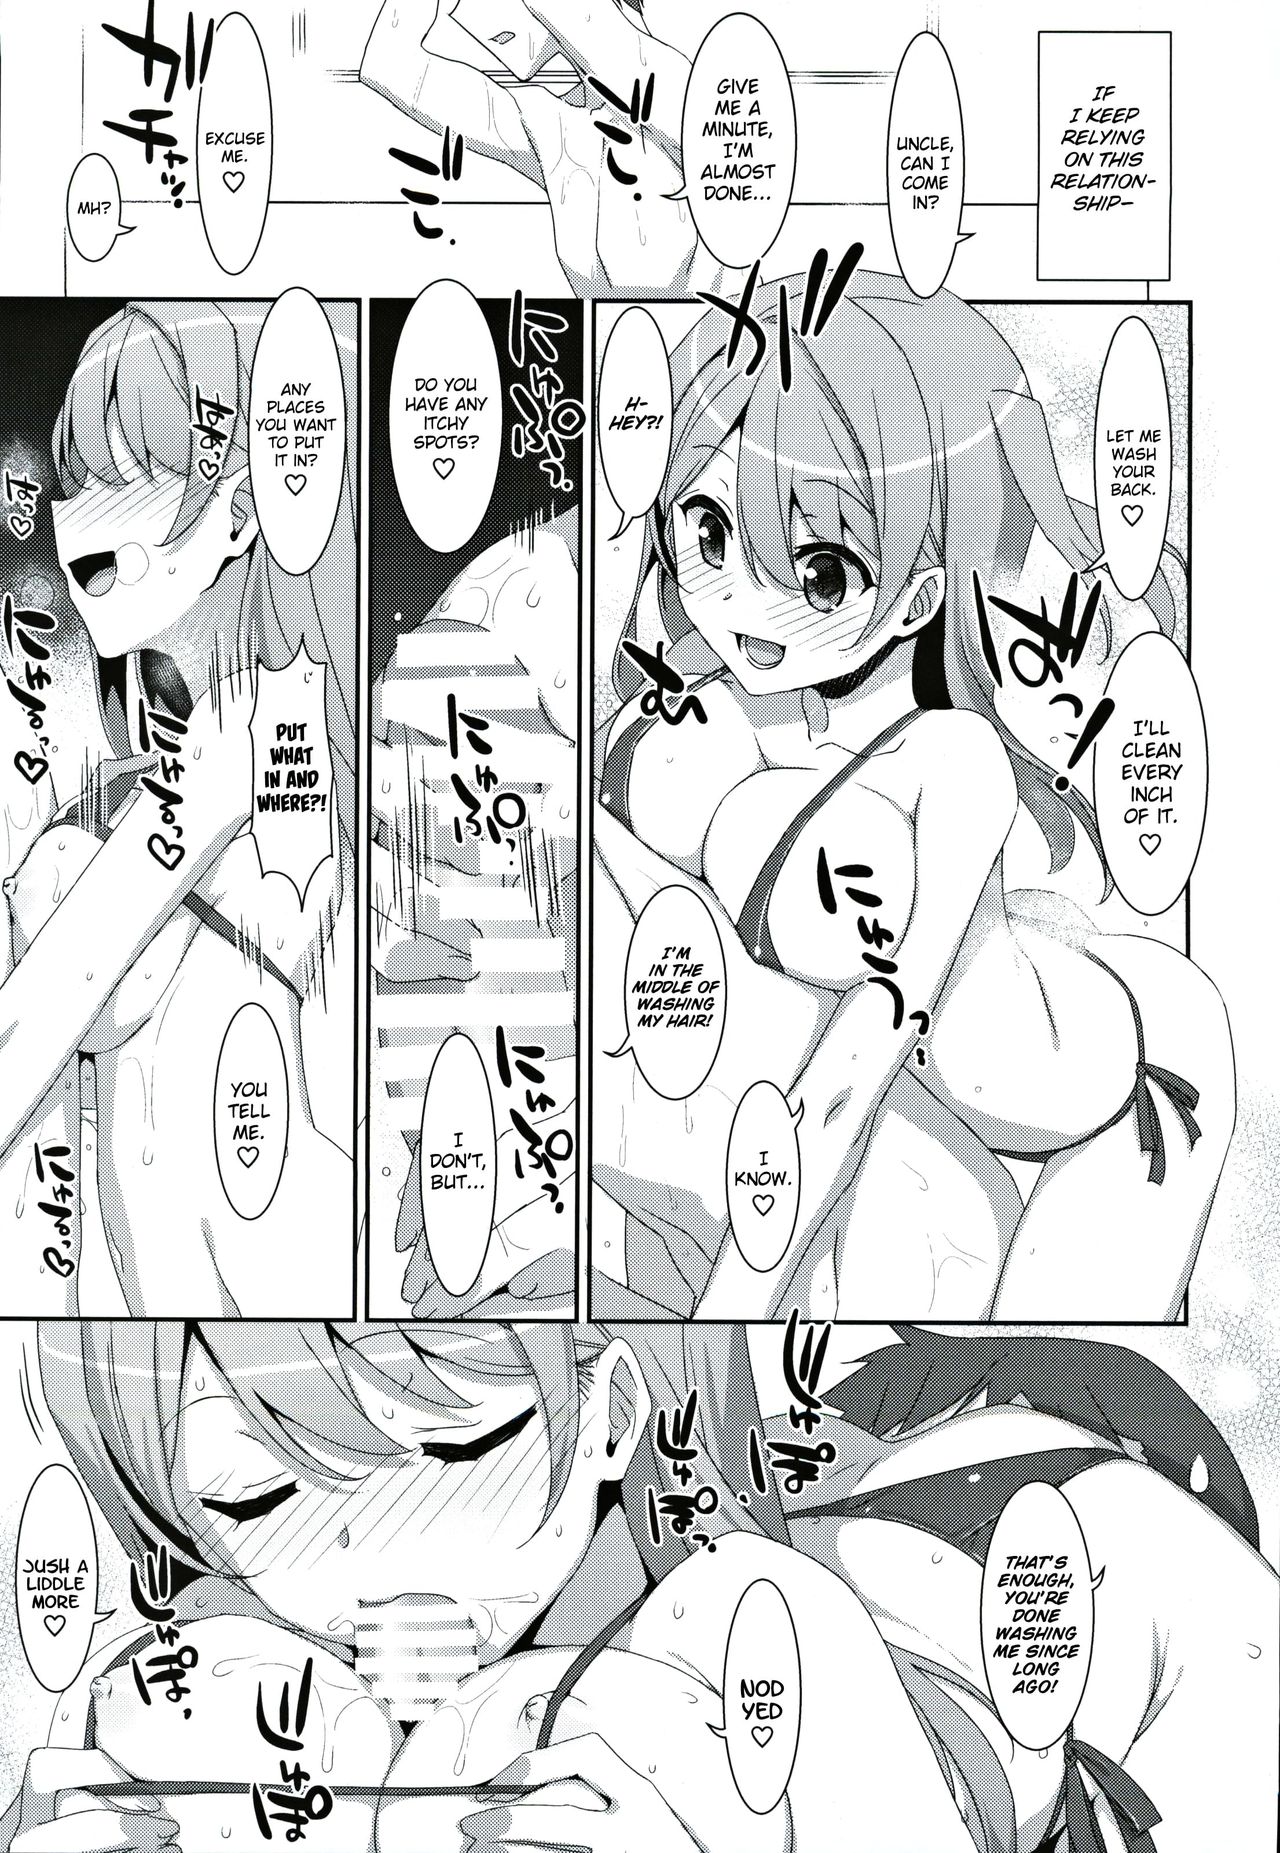 IF
I KEEP
RELYING
ON THIS
RELATION-
SHIP-
UNCLE,
CAN I
COME
IN?
GIVE
ME A
MINUTE,
I'M
ALMOST
DONE...
EXCUSE
ME. ♡
MH?
LET ME
WASH
YOUR
BACK.
♡
H-
HEY?!
I'LL
CLEAN
EVERY
INCH
OF IT.
♡
I'M
IN THE
MIDDLE OF
WASHING
MY HAIR!
I
KNOW.
♡
DO YOU
HAVE ANY
ITCHY
SPOTS?
♡
I
DON'T,
BUT...
ANY
PLACES
YOU WANT
TO PUT
IT IN?
♡
PUT
WHAT
IN AND
WHERE?!
YOU
TELL
ME.
♡
THAT'S
ENOUGH,
YOU'RE
DONE
WASHING
ME SINCE
LONG
AGO!
NOD
YED
♡
JUSH A
LIDDLE
MORE
♡